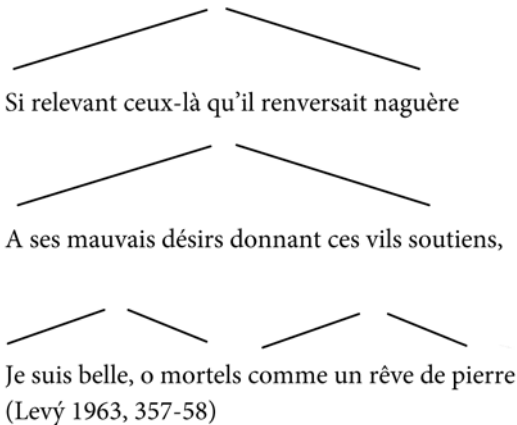 Si relevant ceux-là qu’il renversait naguère
A ses mauvais désirs donnant ces vils soutiens,
Je suis belle, o mortels comme un rêve de pierre
(Levý 1963, 357-58)